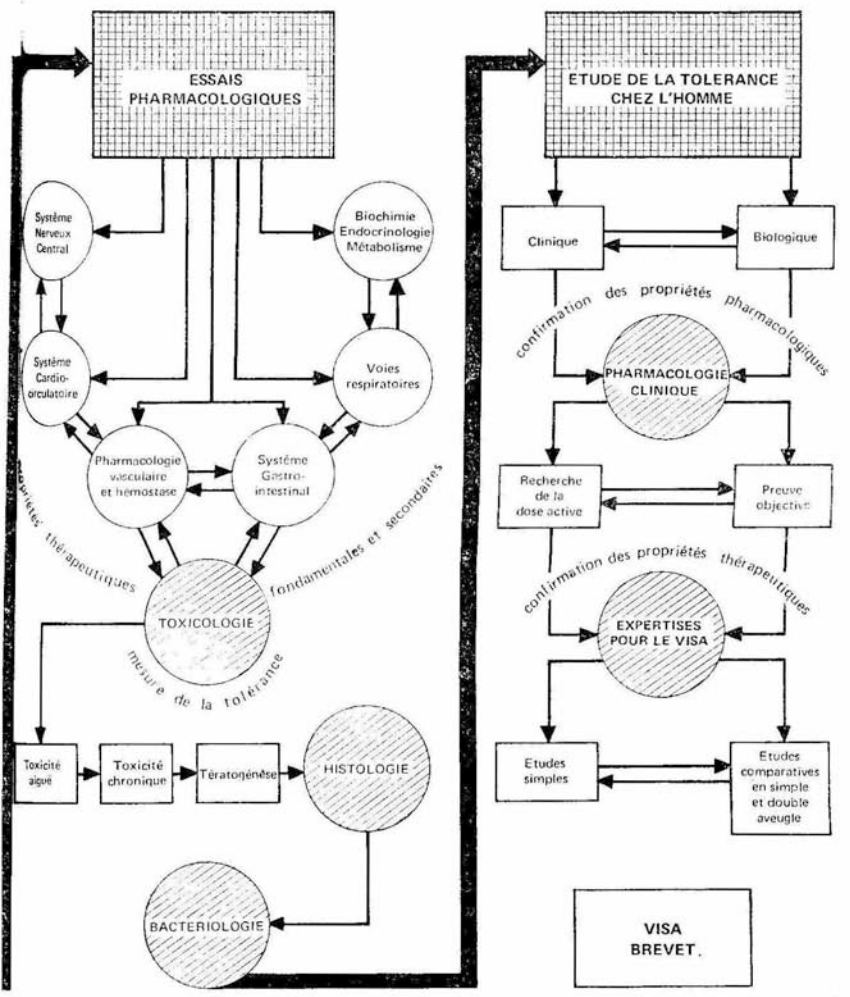 ESSAIS
PHARMACOLOGIQUES
Système
Nerveux
Central
Biochimie
Endocrinologie
Métabolisme
Système
Cardio-
circulatoire
Voies
respiratoires
Pharmacologie
vasculaire
et hémostase
Système
Gastro-
intestinal
propriétés thérapeutiques
fondamentales et secondaires
TOXICOLOGIE
mesure de la tolérance
Toxicité
aiguë
Toxicité
chronique
Tératogénèse
HISTOLOGIE
BACTERIOLOGIE
ETUDE DE LA TOLERANCE
CHEZ L'HOMME
Clinique
Biologique
confirmation des propriétés pharmacologiques
PHARMACOLOGIE
CLINIQUE
Recherche
de la
dose active
Preuve
objective
confirmation des propriétés thérapeutiques
EXPERTISES
POUR LE VISA
Etudes
simples
Etudes
comparatives
en simple
et double
aveugle
VISA
BREVET.